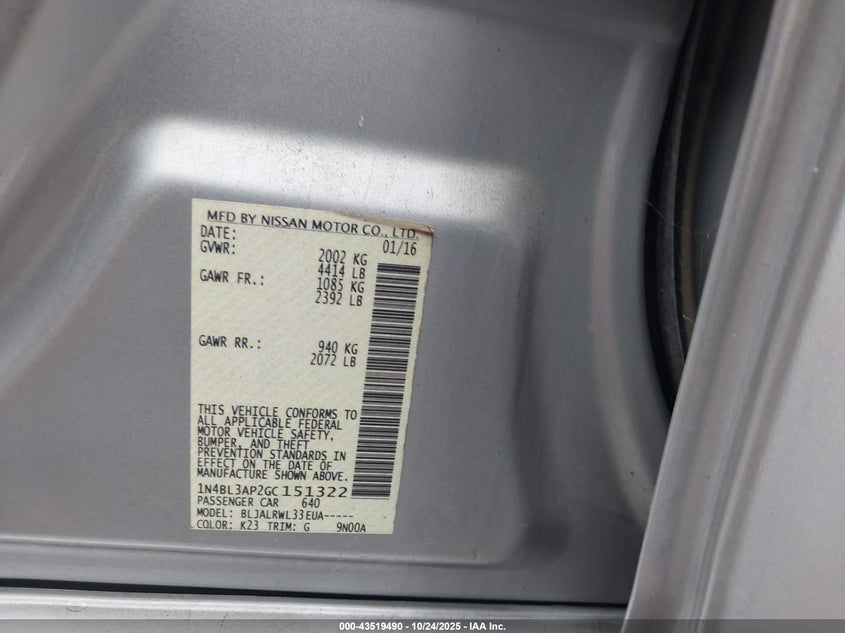 MFD BY NISSAN MOTOR CO., LTD.
DATE: 01/16
GVWR: 2002 KG
4414 LB
GAWR FR.: 1085 KG
2392 LB
GAWR RR.: 940 KG
2072 LB
THIS VEHICLE CONFORMS TO
ALL APPLICABLE FEDERAL
MOTOR VEHICLE SAFETY,
BUMPER, AND THEFT
PREVENTION STANDARDS IN
EFFECT ON THE DATE OF
MANUFACTURE SHOWN ABOVE.
1N4BL3AP2GC151322
PASSENGER CAR 640
MODEL: BLJALRWL33EUA-----
COLOR: K23 TRIM: G 9N00A
000-43519490 - 10/24/2025 - IAA Inc.